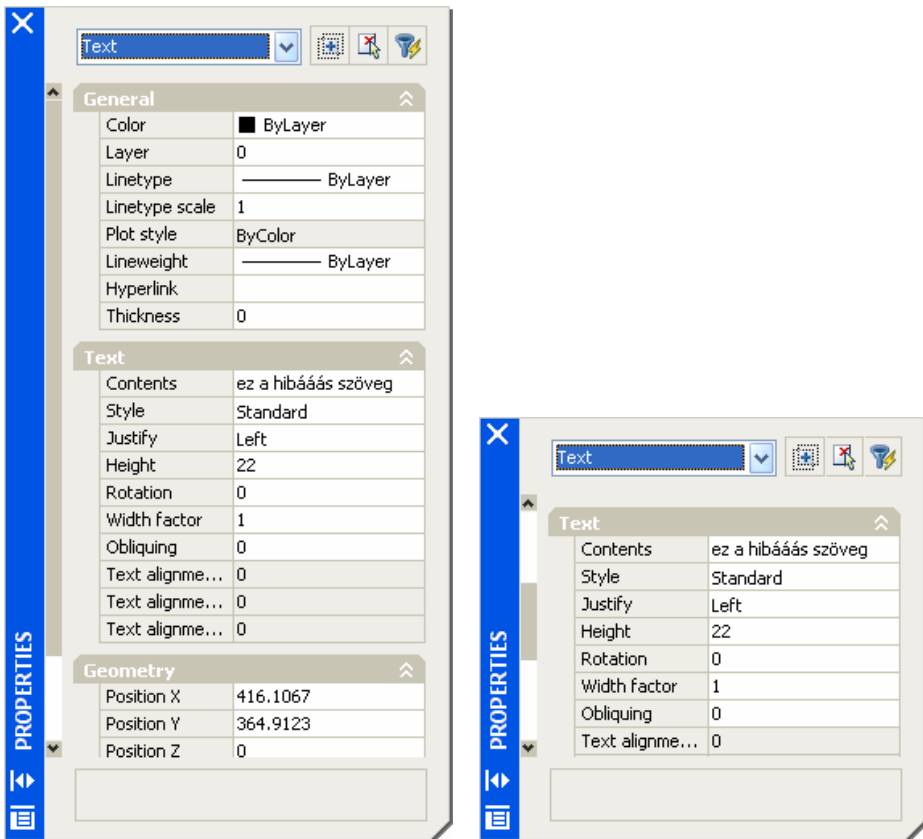 Text
General
Color ByLayer
Layer 0
Linetype ByLayer
Linetype scale 1
Plot style ByColor
Lineweight ByLayer
Hyperlink
Thickness 0
Text
Contents ez a hibááás szöveg
Style Standard
Justify Left
Height 22
Rotation 0
Width factor 1
Obliquing 0
Text alignme... 0
Text alignme... 0
Text alignme... 0
Geometry
Position X 416.1067
Position Y 364.9123
Position Z 0
PROPERTIES
Text
Text
Contents ez a hibááás szöveg
Style Standard
Justify Left
Height 22
Rotation 0
Width factor 1
Obliquing 0
Text alignme... 0
PROPERTIES